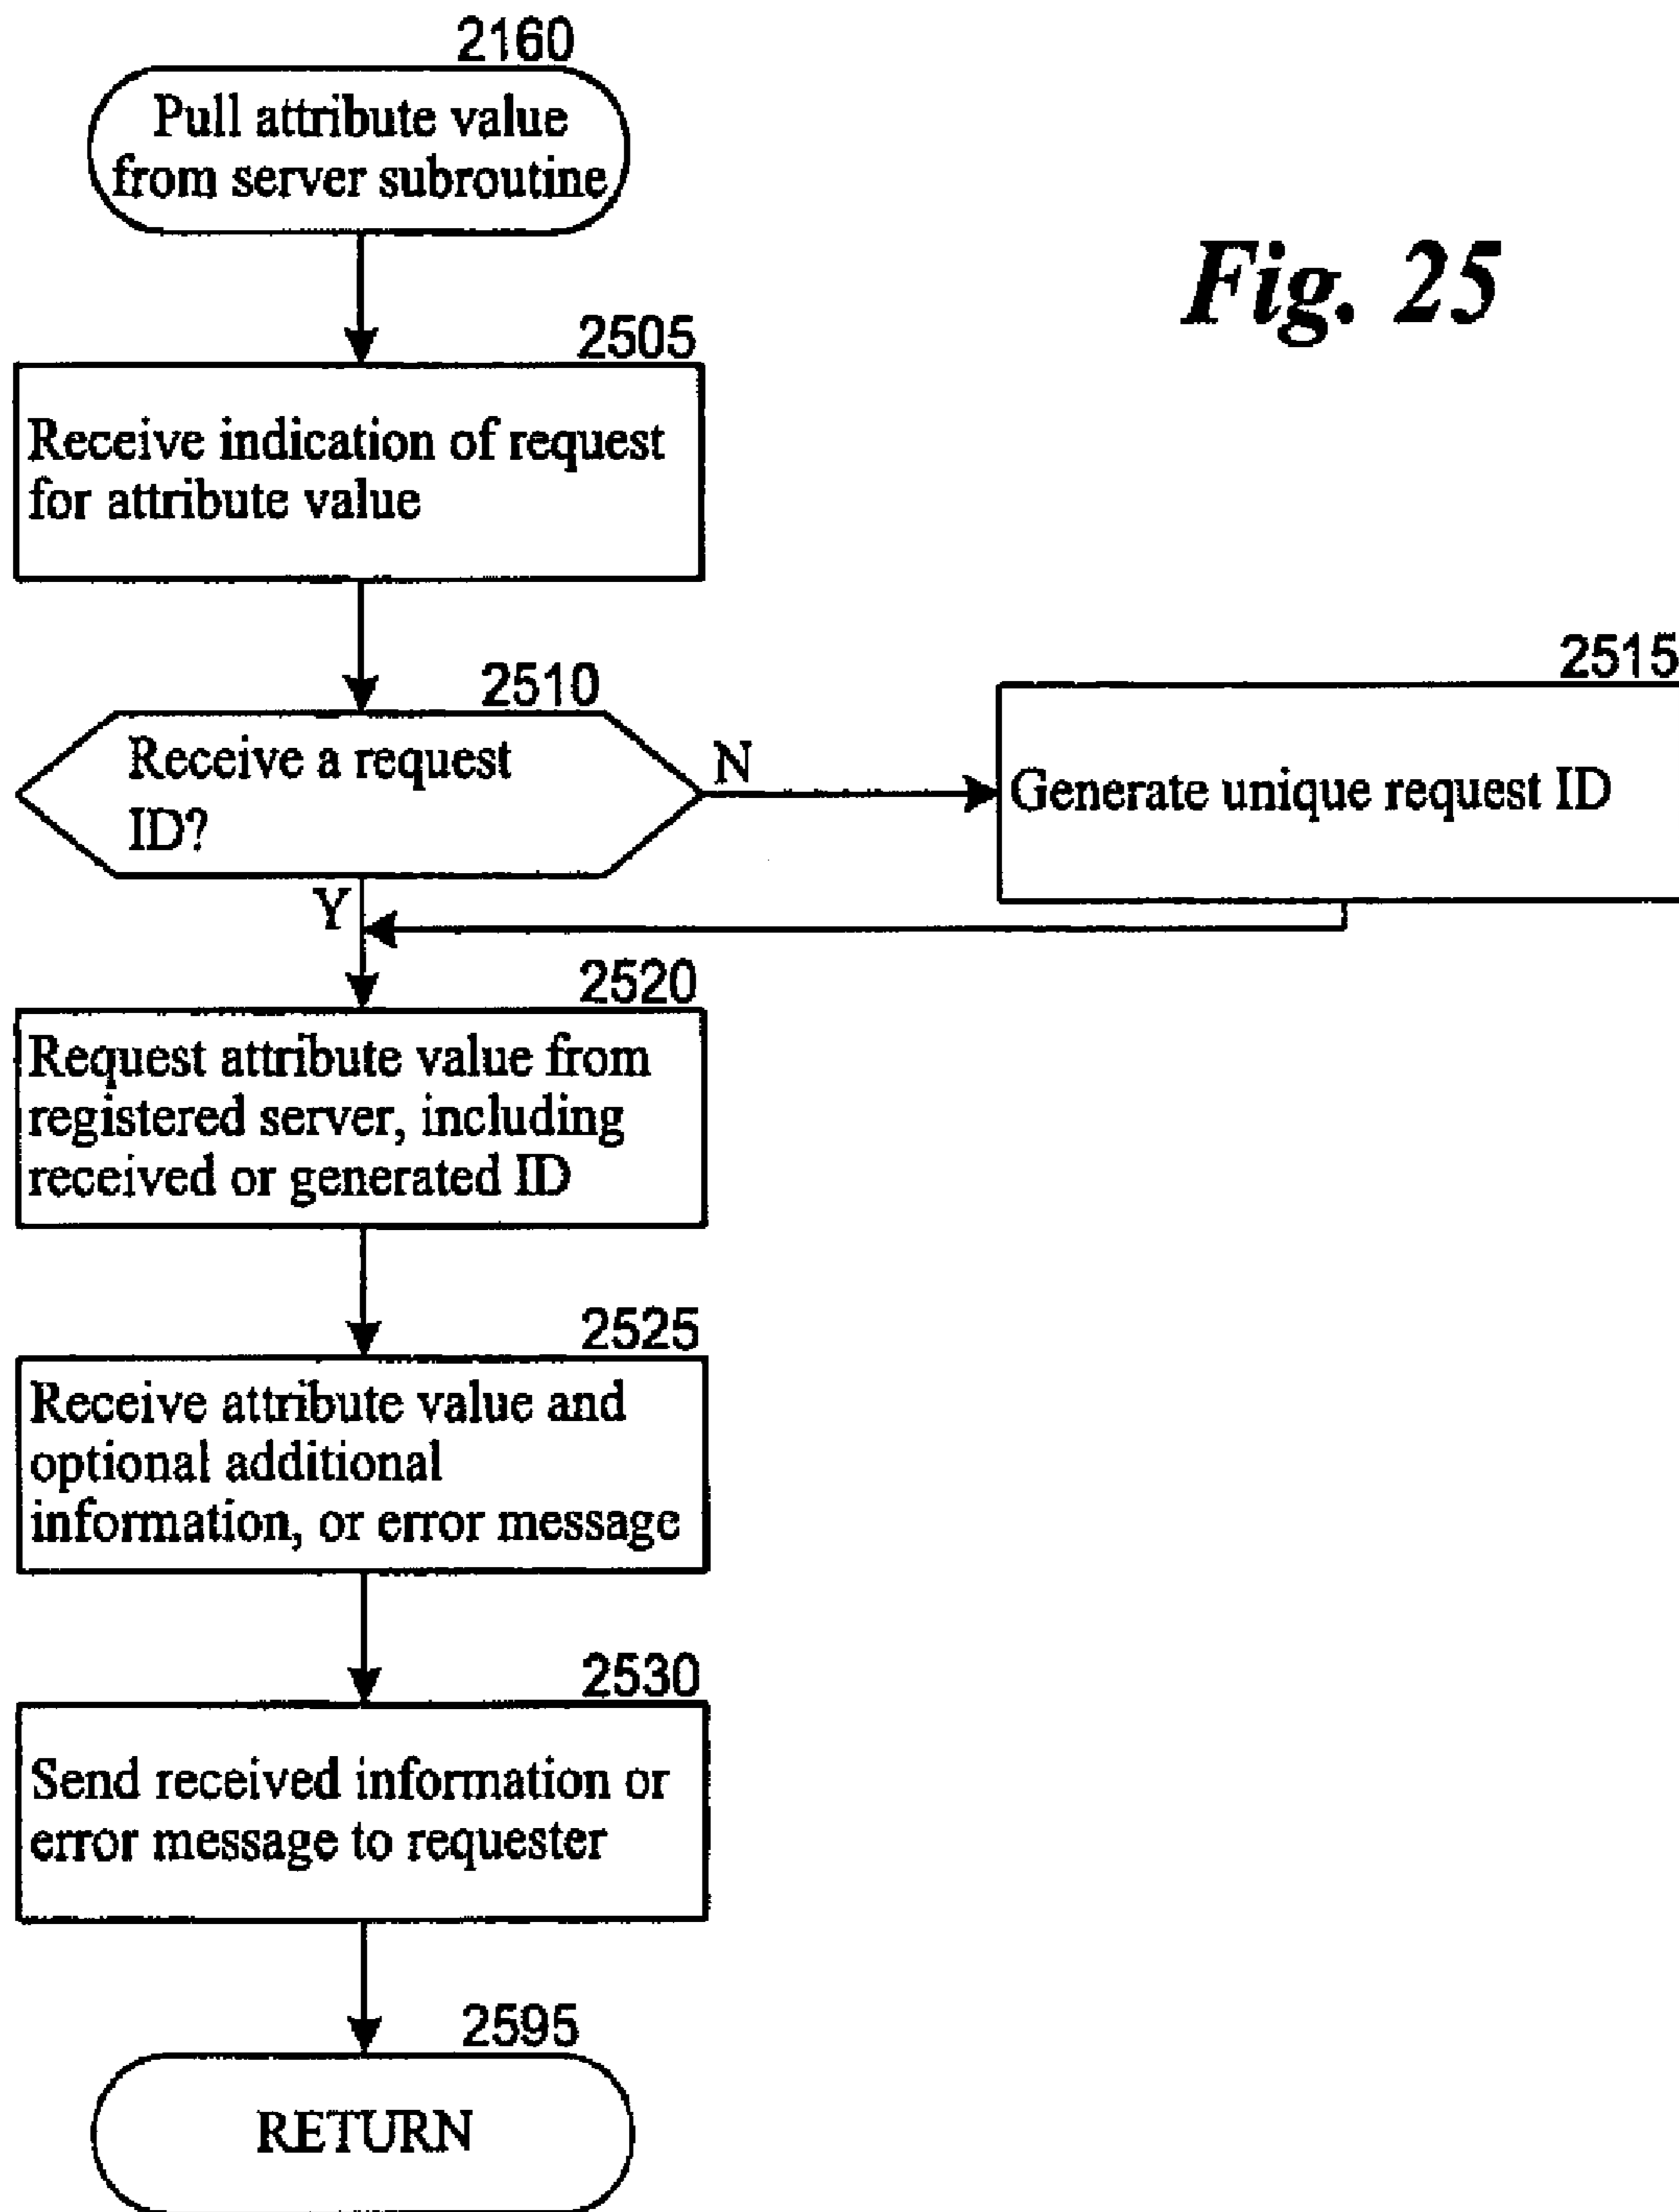 2160
Pull attribute value
from server subroutine
Fig. 25
2505
Receive indication of request
for attribute value
2510
Receive a request
ID?
N
2515
Generate unique request ID
Y
2520
Request attribute value from
registered server, including
received or generated ID
2525
Receive attribute value and
optional additional
information, or error message
2530
Send received information or
error message to requester
2595
RETURN